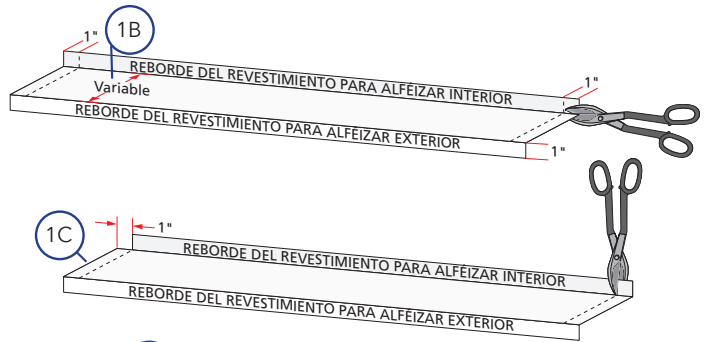 1"
1B
REBORDE DEL REVESTIMIENTO PARA ALFÉIZAR INTERIOR
1"
Variable
REBORDE DEL REVESTIMIENTO PARA ALFÉIZAR EXTERIOR
1"
1C
1"
REBORDE DEL REVESTIMIENTO PARA ALFÉIZAR INTERIOR
REBORDE DEL REVESTIMIENTO PARA ALFÉIZAR EXTERIOR